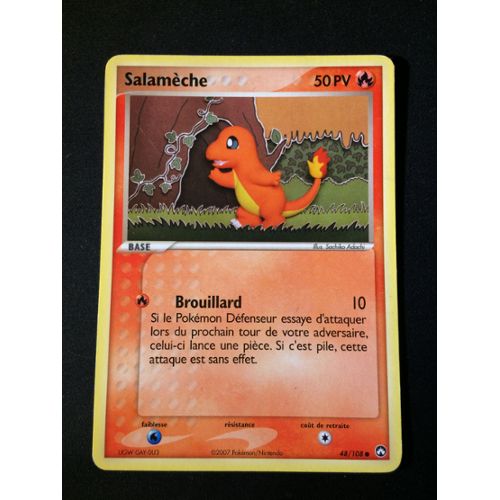 Salamèche 50 PV
BASE
Illus. Sachiko Adachi
Brouillard 10
Si le Pokémon Défenseur essaye d'attaquer
lors du prochain tour de votre adversaire,
celui-ci lance une pièce. Si c'est pile, cette
attaque est sans effet.
faiblesse résistance coût de retraite
©2007 Pokémon/Nintendo 48/108